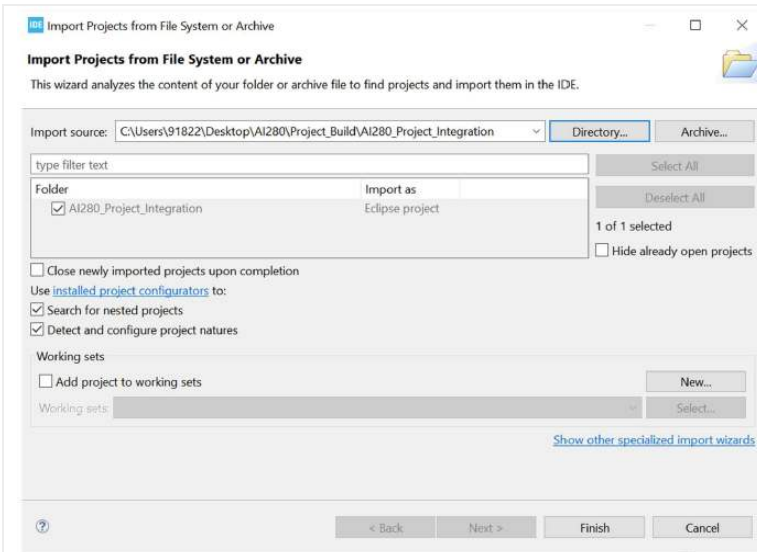 IDE Import Projects from File System or Archive
Import Projects from File System or Archive
This wizard analyzes the content of your folder or archive file to find projects and import them in the IDE.
Import source: C:\Users\91822\Desktop\AI280\Project_Build\AI280_Project_Integration Directory... Archive...
type filter text Select All
Folder Import as Deselect All
AI280_Project_Integration Eclipse project
1 of 1 selected
Hide already open projects
Close newly imported projects upon completion
Use installed project configurators to:
Search for nested projects
Detect and configure project natures
Working sets
Add project to working sets New...
Working sets: Select...
Show other specialized import wizards
? < Back Next > Finish Cancel